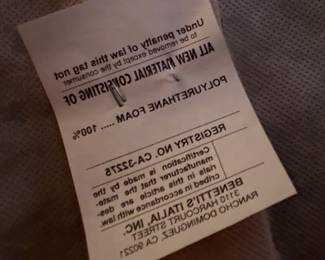 Under penalty of law this tag not
to be removed except by the consumer
ALL NEW MATERIAL CONSISTING OF
POLYURETHANE FOAM ..... 100%
REGISTRY NO. CA-32275
Certification is made by the
manufacturer that the mate-
rials in this article are des-
cribed in accordance with law.
BENETTI'S ITALIA, INC.
3110 HARCOURT STREET
RANCHO DOMINGUEZ, CA 90221